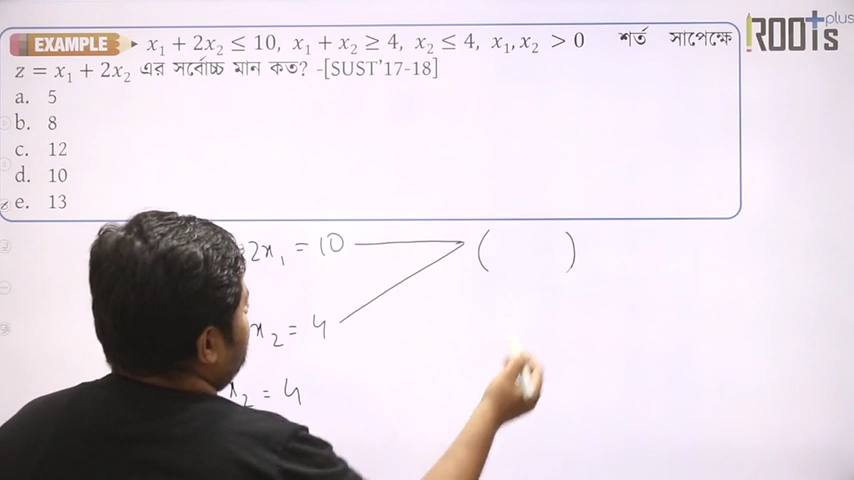 EXAMPLE x₁ + 2x₂ ≤ 10, x₁ + x₂ ≥ 4, x₂ ≤ 4, x₁, x₂ > 0 শর্ত সাপেক্ষে
z = x₁ + 2x₂ এর সর্বোচ্চ মান কত? -[SUST'17-18]
a. 5
b. 8
c. 12
d. 10
e. 13
ROOTs plus
2x₁ = 10 ( )
x₂ = 4
x₂ = 4